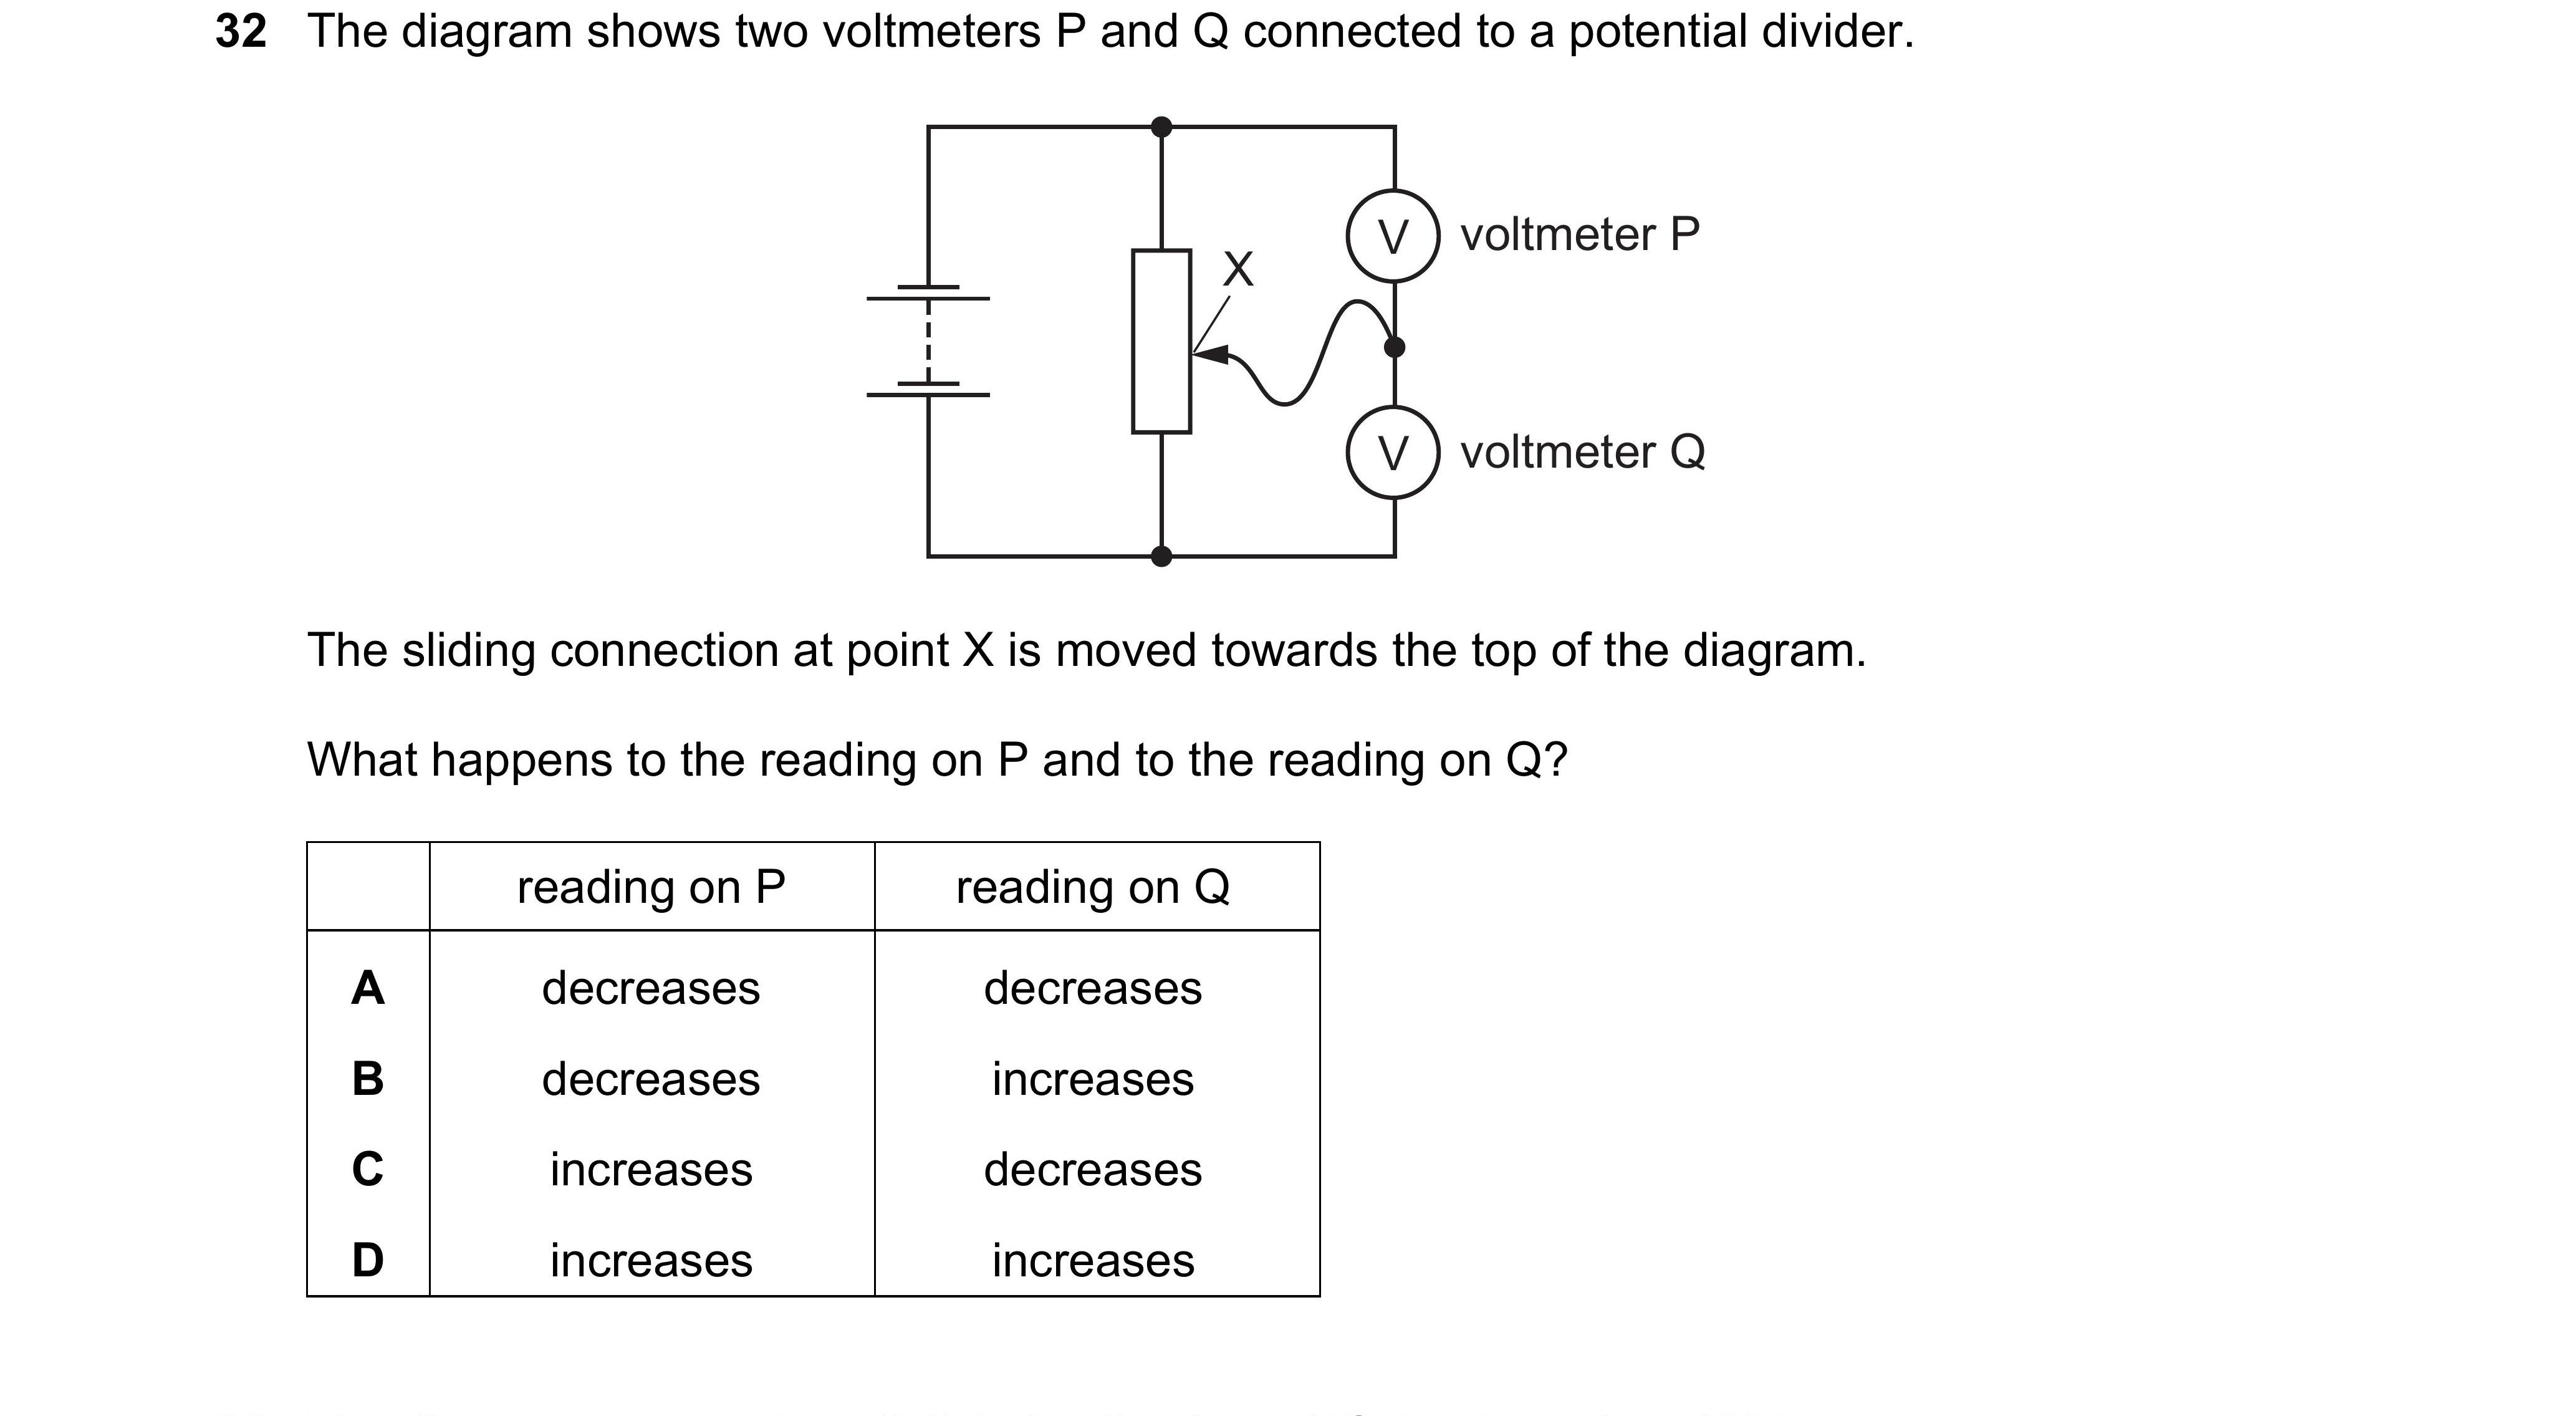 32 The diagram shows two voltmeters P and Q connected to a potential divider.
X
V voltmeter P
V voltmeter Q
The sliding connection at point X is moved towards the top of the diagram.
What happens to the reading on P and to the reading on Q?
reading on P reading on Q
A decreases decreases
B decreases increases
C increases decreases
D increases increases